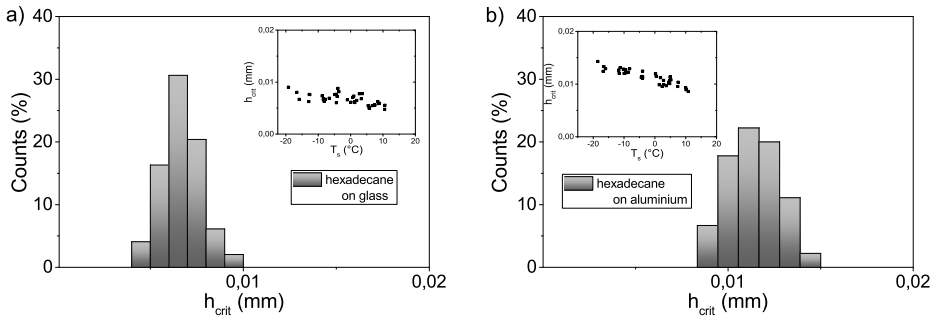 a)
40
30
20
10
0
Counts (%)
0,01
0,02
h_crit (mm)
0,02
0,01
0,00
h_crit (mm)
-20 -10 0 10 20
T_s (°C)
hexadecane
on glass
b)
40
30
20
10
0
Counts (%)
0,01
0,02
h_crit (mm)
0,02
0,01
0,00
h_crit (mm)
-20 -10 0 10 20
T_s (°C)
hexadecane
on aluminium